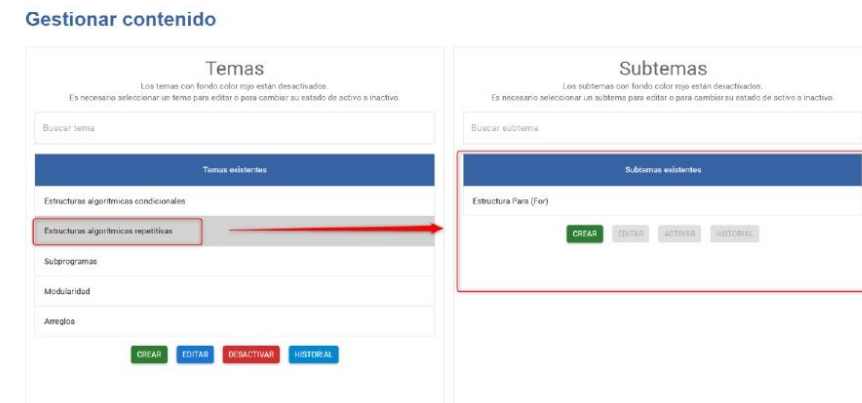 Gestionar contenido
Temas
Los temas con fondo color rojo están desactivados.
Es necesario seleccionar un tema para editar o para cambiar su estado de activo a inactivo.
Buscar tema
Temas existentes
Estructuras algorítmicas condicionales
Estructuras algorítmicas repetitivas
Subprogramas
Modularidad
Arreglos
CREAR EDITAR DESACTIVAR HISTORIAL
Subtemas
Los subtemas con fondo color rojo están desactivados.
Es necesario seleccionar un subtema para editar o para cambiar su estado de activo a inactivo.
Buscar subtema
Subtemas existentes
Estructura Para (For)
CREAR EDITAR ACTIVAR HISTORIAL